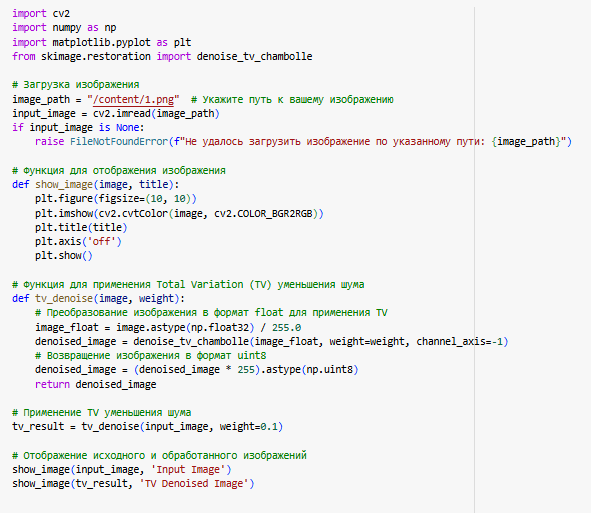 import cv2
import numpy as np
import matplotlib.pyplot as plt
from skimage.restoration import denoise_tv_chambolle

# Загрузка изображения
image_path = "/content/1.png"  # Укажите путь к вашему изображению
input_image = cv2.imread(image_path)
if input_image is None:
    raise FileNotFoundError(f"Не удалось загрузить изображение по указанному пути: {image_path}")

# Функция для отображения изображения
def show_image(image, title):
    plt.figure(figsize=(10, 10))
    plt.imshow(cv2.cvtColor(image, cv2.COLOR_BGR2RGB))
    plt.title(title)
    plt.axis('off')
    plt.show()

# Функция для применения Total Variation (TV) уменьшения шума
def tv_denoise(image, weight):
    # Преобразование изображения в формат float для применения TV
    image_float = image.astype(np.float32) / 255.0
    denoised_image = denoise_tv_chambolle(image_float, weight=weight, channel_axis=-1)
    # Возвращение изображения в формат uint8
    denoised_image = (denoised_image * 255).astype(np.uint8)
    return denoised_image

# Применение TV уменьшения шума
tv_result = tv_denoise(input_image, weight=0.1)

# Отображение исходного и обработанного изображений
show_image(input_image, 'Input Image')
show_image(tv_result, 'TV Denoised Image')